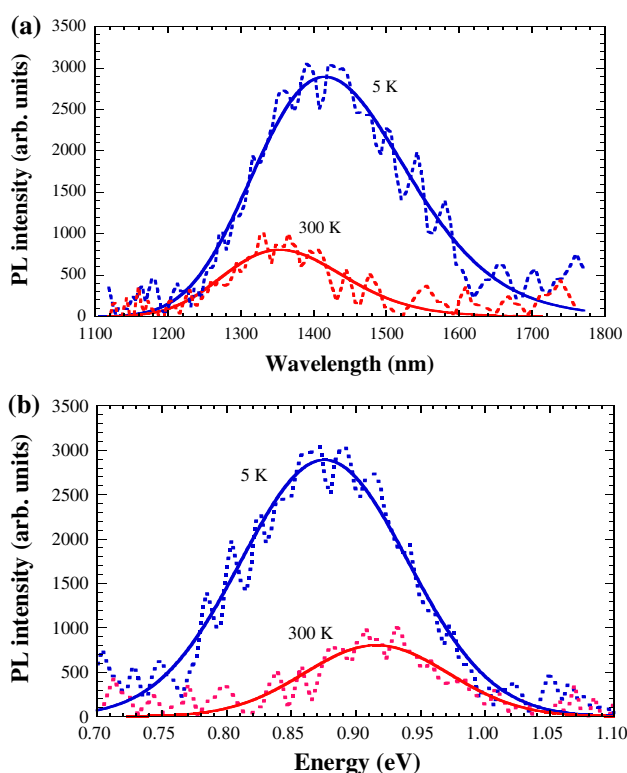 (a)
3500
3000
2500
2000
1500
1000
500
0
PL intensity (arb. units)
5 K
300 K
1100 1200 1300 1400 1500 1600 1700 1800
Wavelength (nm)
(b)
3500
3000
2500
2000
1500
1000
500
0
PL intensity (arb. units)
5 K
300 K
0.70 0.75 0.80 0.85 0.90 0.95 1.00 1.05 1.10
Energy (eV)